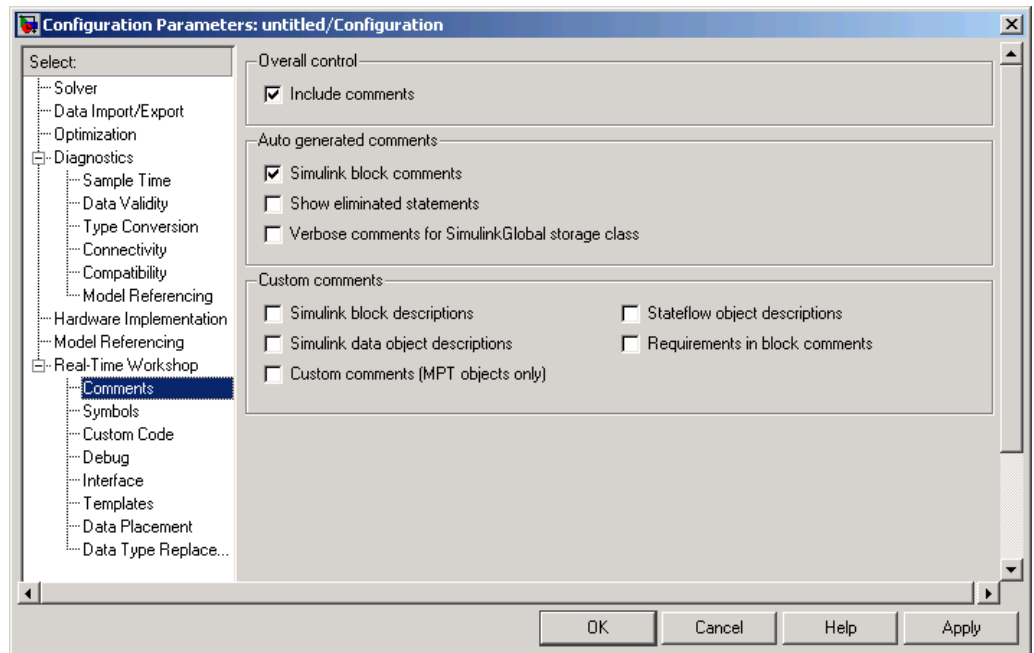 Configuration Parameters: untitled/Configuration
Select:
Solver
Data Import/Export
Optimization
Diagnostics
Sample Time
Data Validity
Type Conversion
Connectivity
Compatibility
Model Referencing
Hardware Implementation
Model Referencing
Real-Time Workshop
Comments
Symbols
Custom Code
Debug
Interface
Templates
Data Placement
Data Type Replace...
Overall control
Include comments
Auto generated comments
Simulink block comments
Show eliminated statements
Verbose comments for SimulinkGlobal storage class
Custom comments
Simulink block descriptions
Stateflow object descriptions
Simulink data object descriptions
Requirements in block comments
Custom comments (MPT objects only)
OK
Cancel
Help
Apply